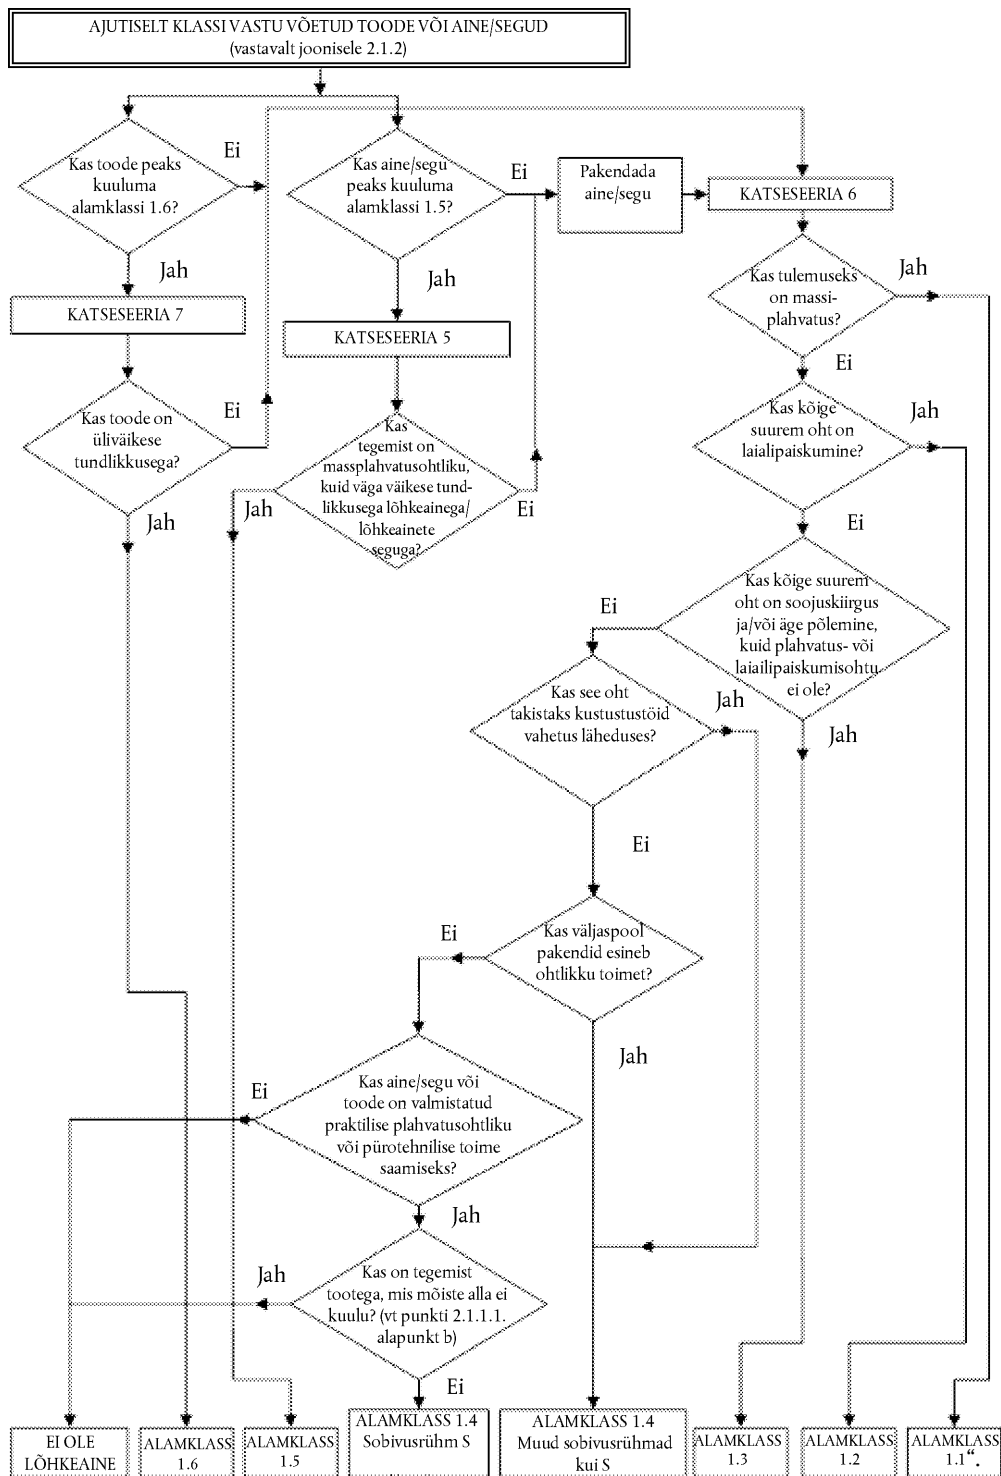 AJUTISELT KLASSI VASTU VÕETUD TOODE VÕI AINE/SEGUD
(vastavalt joonisele 2.1.2)
Kas toode peaks
kuuluma
alamklassi 1.6?
Ei
Jah
KATSESEERIA 7
Kas toode on
üliväikese
tundlikkusega?
Ei
Jah
Kas aine/segu
peaks kuuluma
alamklassi 1.5?
Ei
Jah
KATSESEERIA 5
Kas
tegemist on
massplahvatusohtliku,
kuid väga väikese tund-
likkusega lõhkeainega/
lõhkeainete
seguga?
Jah
Ei
Pakendada
aine/segu
KATSESEERIA 6
Kas tulemuseks
on massi-
plahvatus?
Jah
Ei
Kas kõige
suurem oht on
laialipaiskumine?
Jah
Ei
Kas kõige suurem
oht on soojuskiirgus
ja/või äge põlemine,
kuid plahvatus- või
laiailipaiskumisohtu
ei ole?
Ei
Jah
Kas see oht
takistaks kustustustöid
vahetus läheduses?
Jah
Ei
Kas väljaspool
pakendid esineb
ohtlikku toimet?
Ei
Jah
Kas aine/segu või
toode on valmistatud
praktilise plahvatusohtliku
või pürotehnilise toime
saamiseks?
Ei
Jah
Kas on tegemist
tootega, mis mõiste alla ei
kuulu? (vt punkti 2.1.1.1.
alapunkt b)
Jah
Ei
EI OLE
LÕHKEAINE
ALAMKLASS
1.6
ALAMKLASS
1.5
ALAMKLASS 1.4
Sobivusrühm S
ALAMKLASS 1.4
Muud sobivusrühmad
kui S
ALAMKLASS
1.3
ALAMKLASS
1.2
ALAMKLASS
1.1“.